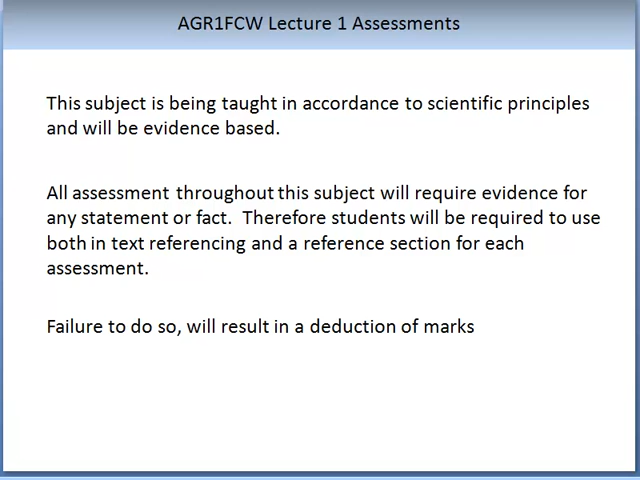 AGR1FCW Lecture 1 Assessments
This subject is being taught in accordance to scientific principles
and will be evidence based.
All assessment throughout this subject will require evidence for
any statement or fact.  Therefore students will be required to use
both in text referencing and a reference section for each
assessment.
Failure to do so, will result in a deduction of marks